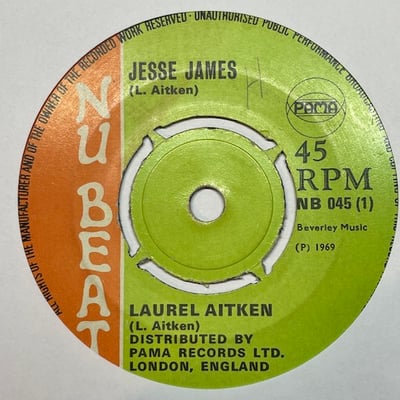 ALL RIGHTS OF THE MANUFACTURER AND OF THE OWNER OF THE RECORDED WORK RESERVED · UNAUTHORISED PUBLIC PERFORMANCE
NU BEAT
JESSE JAMES
(L. Aitken)
H
PAMA
45
RPM
NB 045 (1)
Beverley Music
(P) 1969
LAUREL AITKEN
(L. Aitken)
DISTRIBUTED BY
PAMA RECORDS LTD.
LONDON, ENGLAND